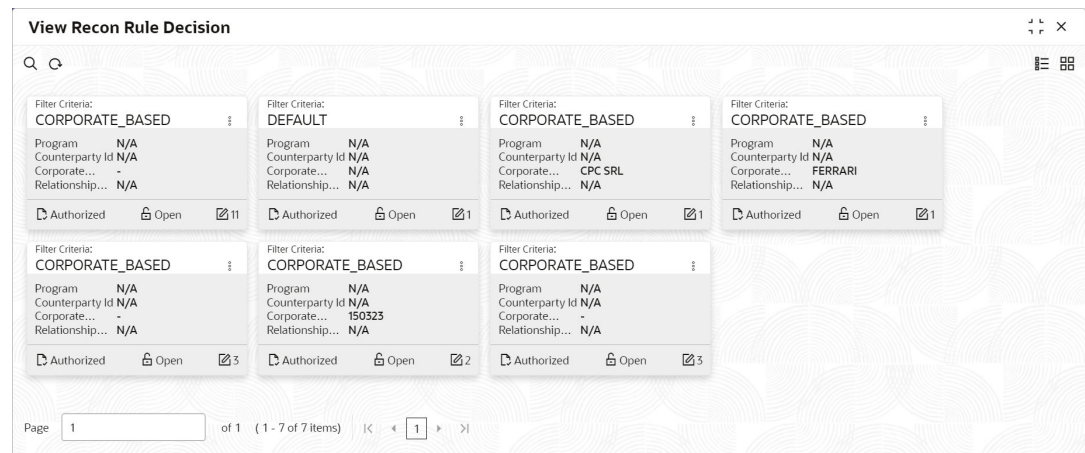 View Recon Rule Decision
Filter Criteria:
CORPORATE_BASED
Program N/A
Counterparty Id N/A
Corporate... -
Relationship... N/A
Authorized Open 11
Filter Criteria:
DEFAULT
Program N/A
Counterparty Id N/A
Corporate... N/A
Relationship... N/A
Authorized Open 1
Filter Criteria:
CORPORATE_BASED
Program N/A
Counterparty Id N/A
Corporate... CPC SRL
Relationship... N/A
Authorized Open 1
Filter Criteria:
CORPORATE_BASED
Program N/A
Counterparty Id N/A
Corporate... FERRARI
Relationship... N/A
Authorized Open 1
Filter Criteria:
CORPORATE_BASED
Program N/A
Counterparty Id N/A
Corporate... -
Relationship... N/A
Authorized Open 3
Filter Criteria:
CORPORATE_BASED
Program N/A
Counterparty Id N/A
Corporate... 150323
Relationship... N/A
Authorized Open 2
Filter Criteria:
CORPORATE_BASED
Program N/A
Counterparty Id N/A
Corporate... -
Relationship... N/A
Authorized Open 3
Page 1 of 1 ( 1 - 7 of 7 items) 1